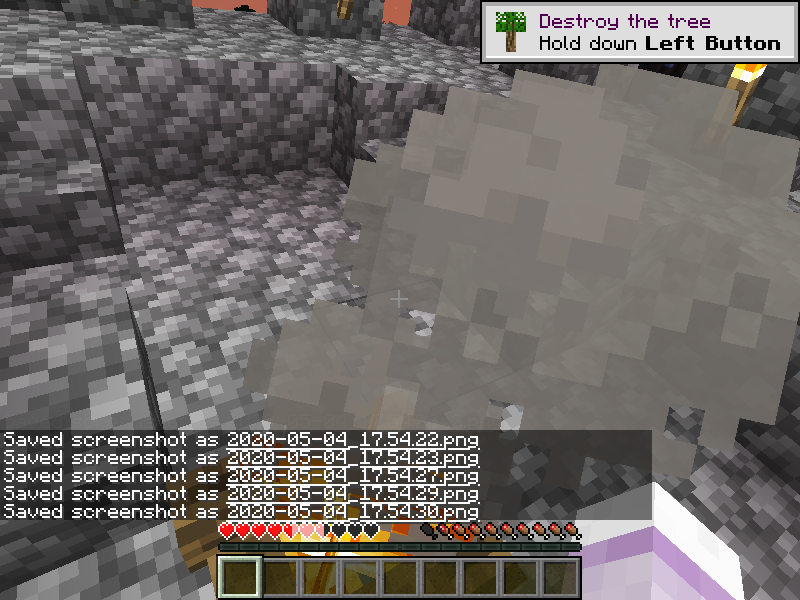 Destroy the tree
Hold down Left Button
Saved screenshot as 2020-05-04_17.54.22.png
Saved screenshot as 2020-05-04_17.54.23.png
Saved screenshot as 2020-05-04_17.54.27.png
Saved screenshot as 2020-05-04_17.54.29.png
Saved screenshot as 2020-05-04_17.54.30.png